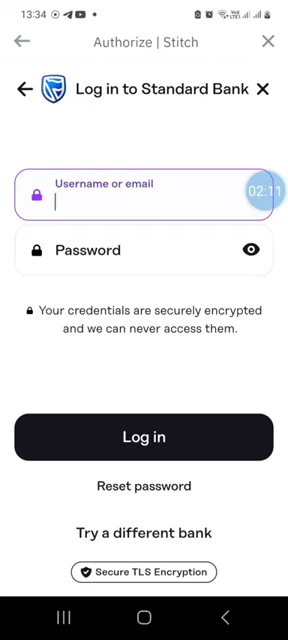 13:34
Authorize | Stitch
Log in to Standard Bank
Username or email
02:11
Password
Your credentials are securely encrypted
and we can never access them.
Log in
Reset password
Try a different bank
Secure TLS Encryption